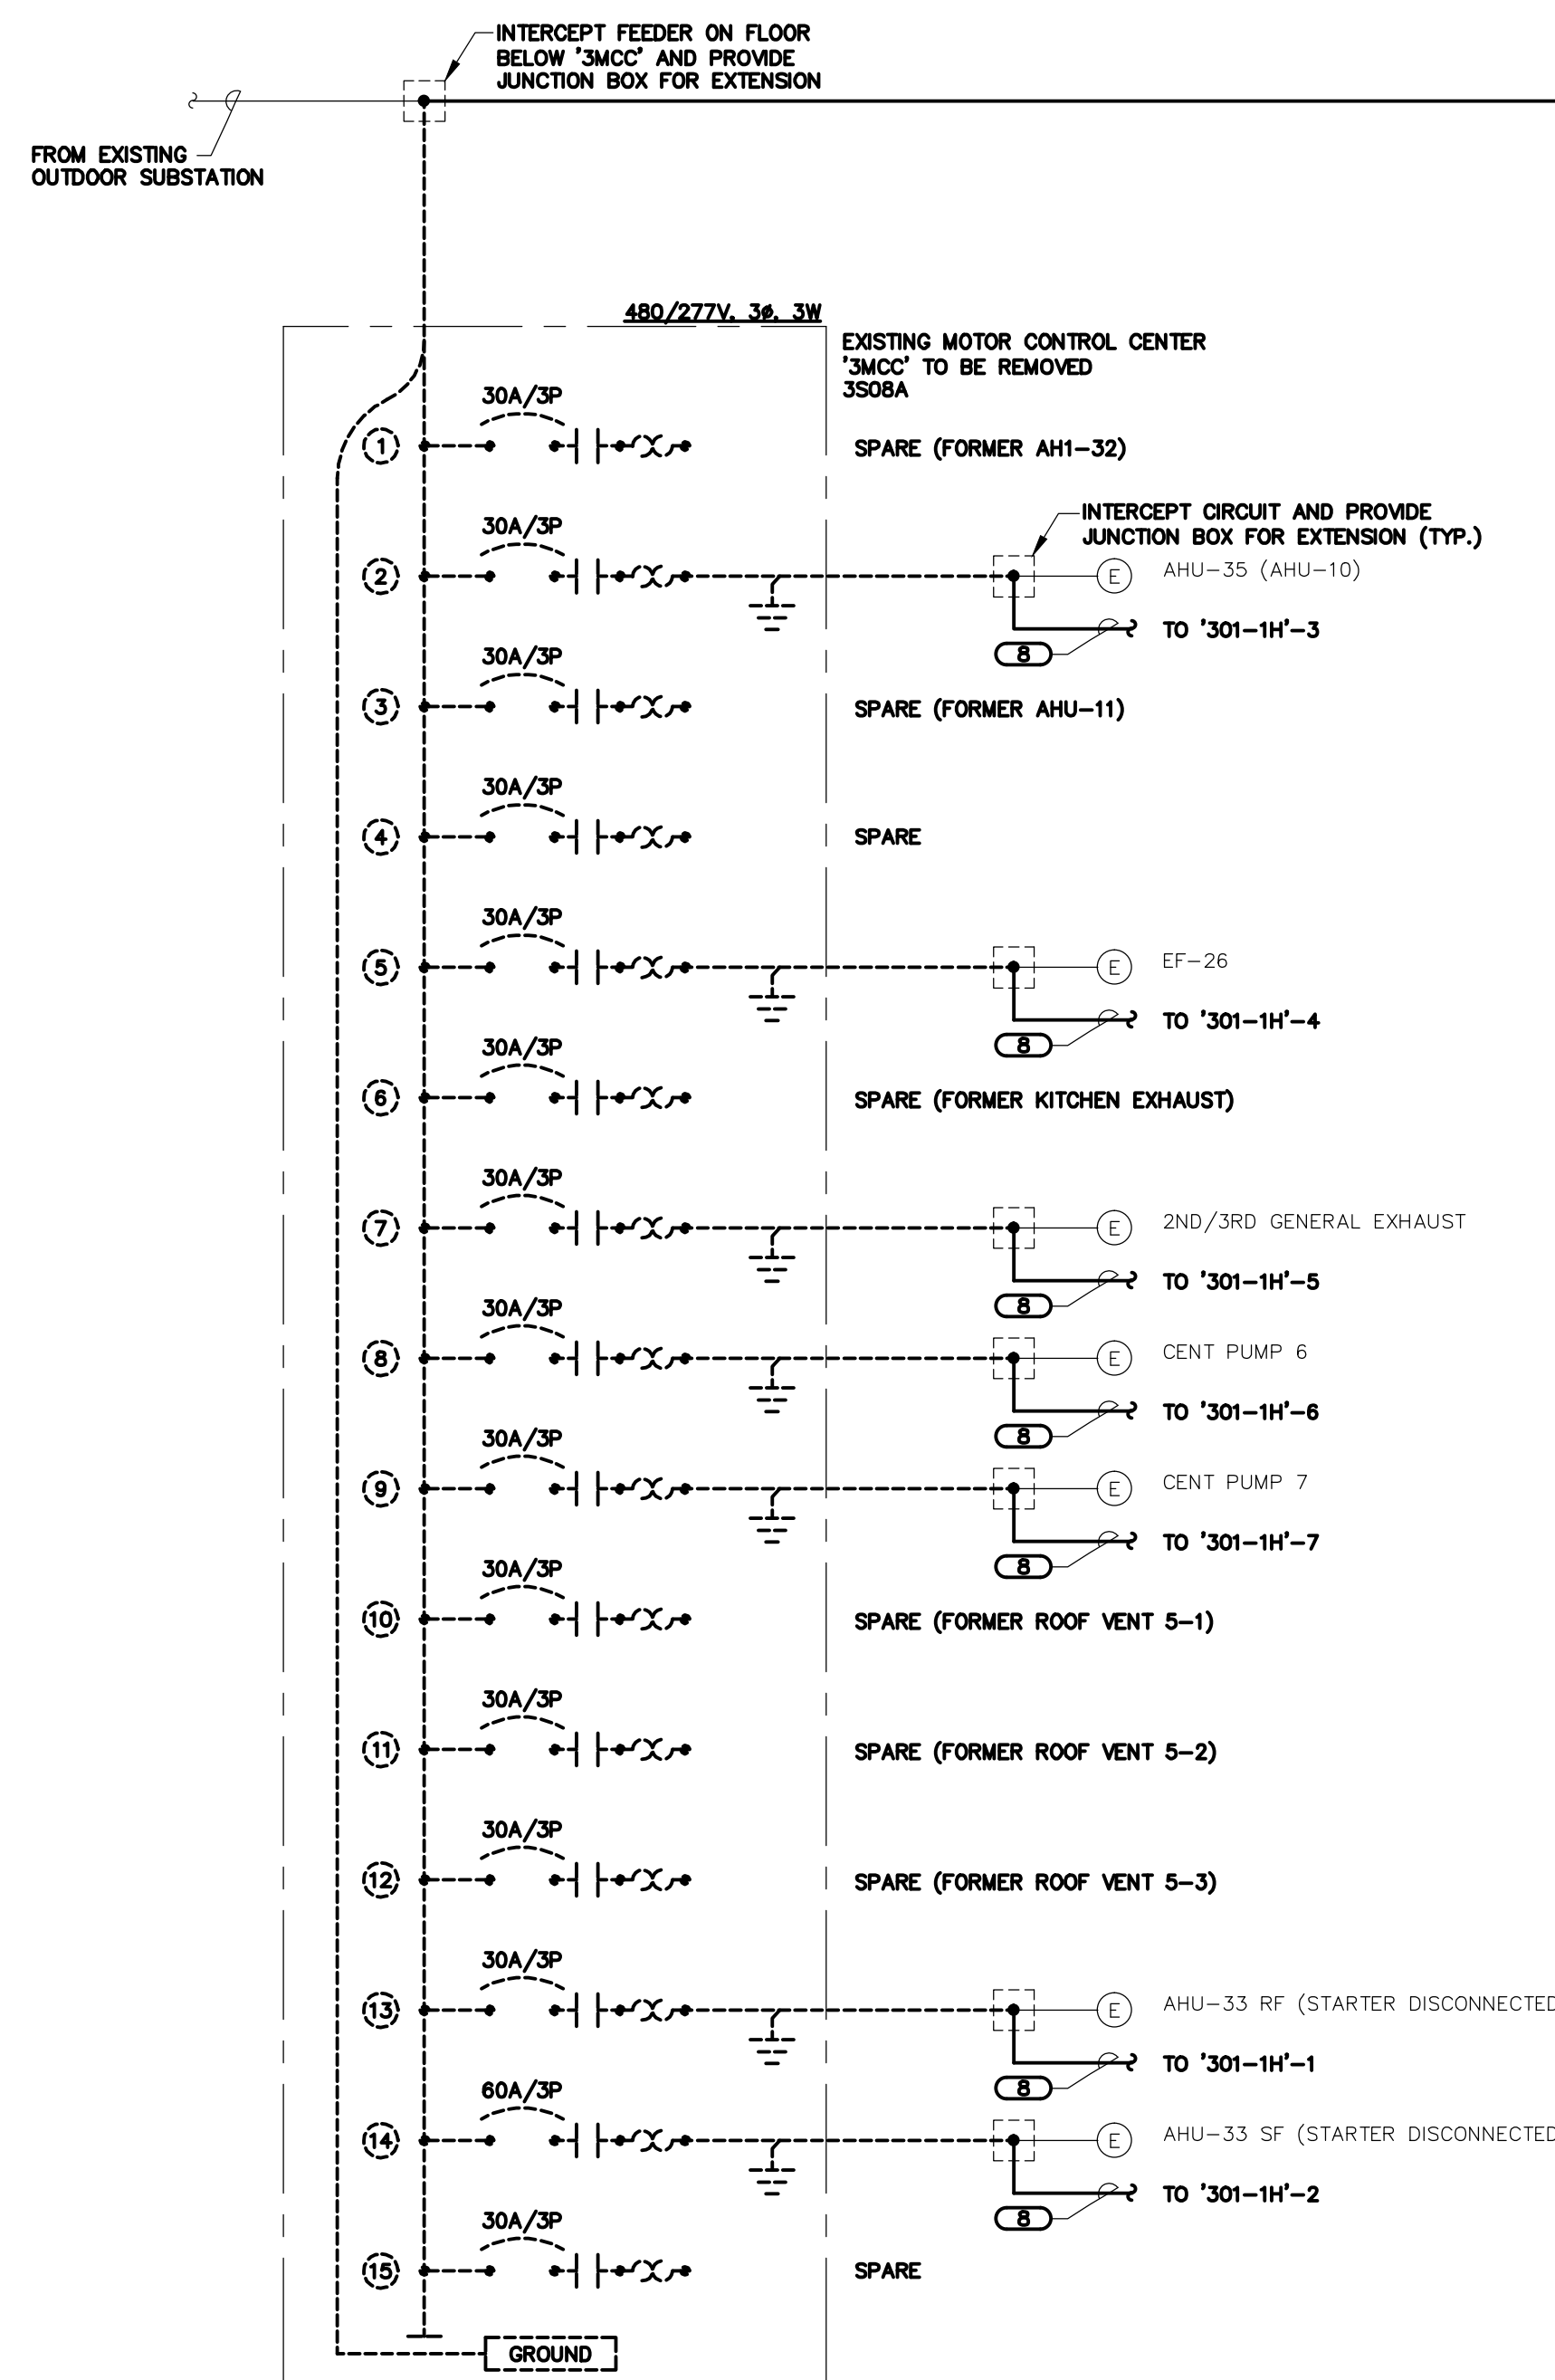 INTERCEPT FEEDER ON FLOOR
BELOW '3MCC' AND PROVIDE
JUNCTION BOX FOR EXTENSION
FROM EXISTING
OUTDOOR SUBSTATION
480/277V, 3ø, 3W
EXISTING MOTOR CONTROL CENTER
'3MCC' TO BE REMOVED
3S08A
30A/3P
1
SPARE (FORMER AH1-32)
INTERCEPT CIRCUIT AND PROVIDE
JUNCTION BOX FOR EXTENSION (TYP.)
30A/3P
2
E
AHU-35 (AHU-10)
TO '301-1H'-3
8
30A/3P
3
SPARE (FORMER AHU-11)
30A/3P
4
SPARE
30A/3P
5
E
EF-26
TO '301-1H'-4
8
30A/3P
6
SPARE (FORMER KITCHEN EXHAUST)
30A/3P
7
E
2ND/3RD GENERAL EXHAUST
TO '301-1H'-5
8
30A/3P
8
E
CENT PUMP 6
TO '301-1H'-6
8
30A/3P
9
E
CENT PUMP 7
TO '301-1H'-7
8
30A/3P
10
SPARE (FORMER ROOF VENT 5-1)
30A/3P
11
SPARE (FORMER ROOF VENT 5-2)
30A/3P
12
SPARE (FORMER ROOF VENT 5-3)
30A/3P
13
E
AHU-33 RF (STARTER DISCONNECTED
TO '301-1H'-1
8
60A/3P
14
E
AHU-33 SF (STARTER DISCONNECTED
TO '301-1H'-2
8
30A/3P
15
SPARE
GROUND